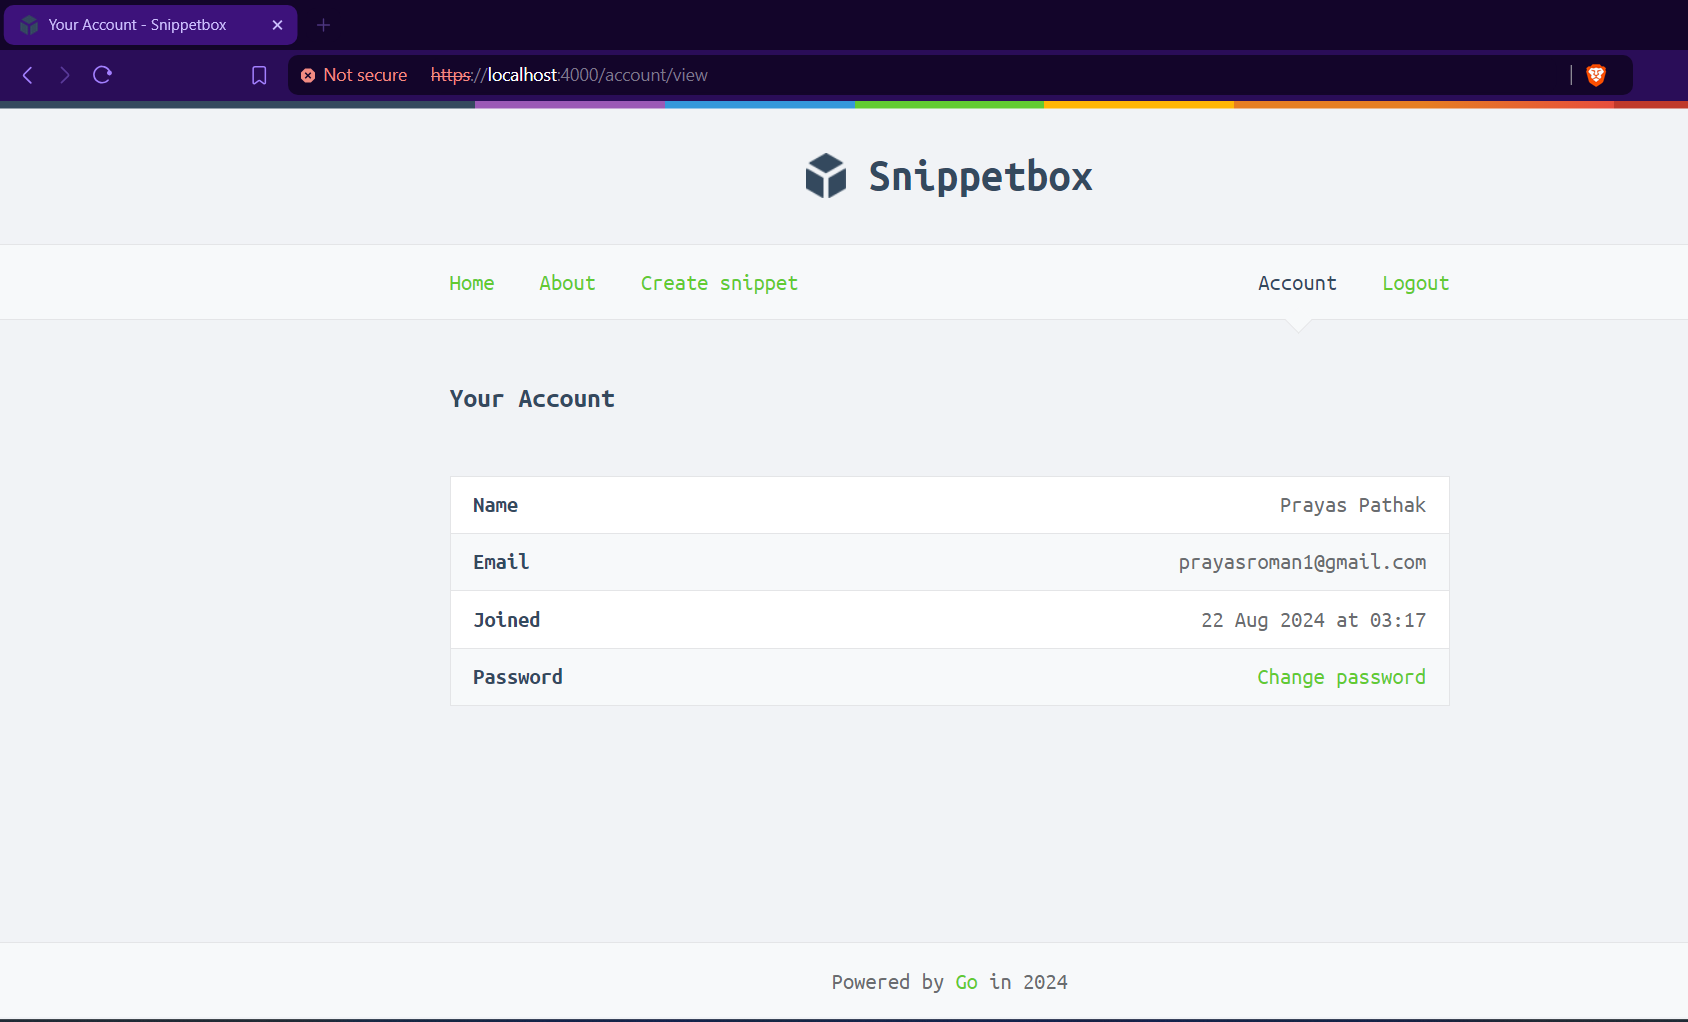 Your Account - Snippetbox
Not secure https://localhost:4000/account/view
Snippetbox
Home About Create snippet Account Logout
Your Account
Name Prayas Pathak
Email prayasroman1@gmail.com
Joined 22 Aug 2024 at 03:17
Password Change password
Powered by Go in 2024